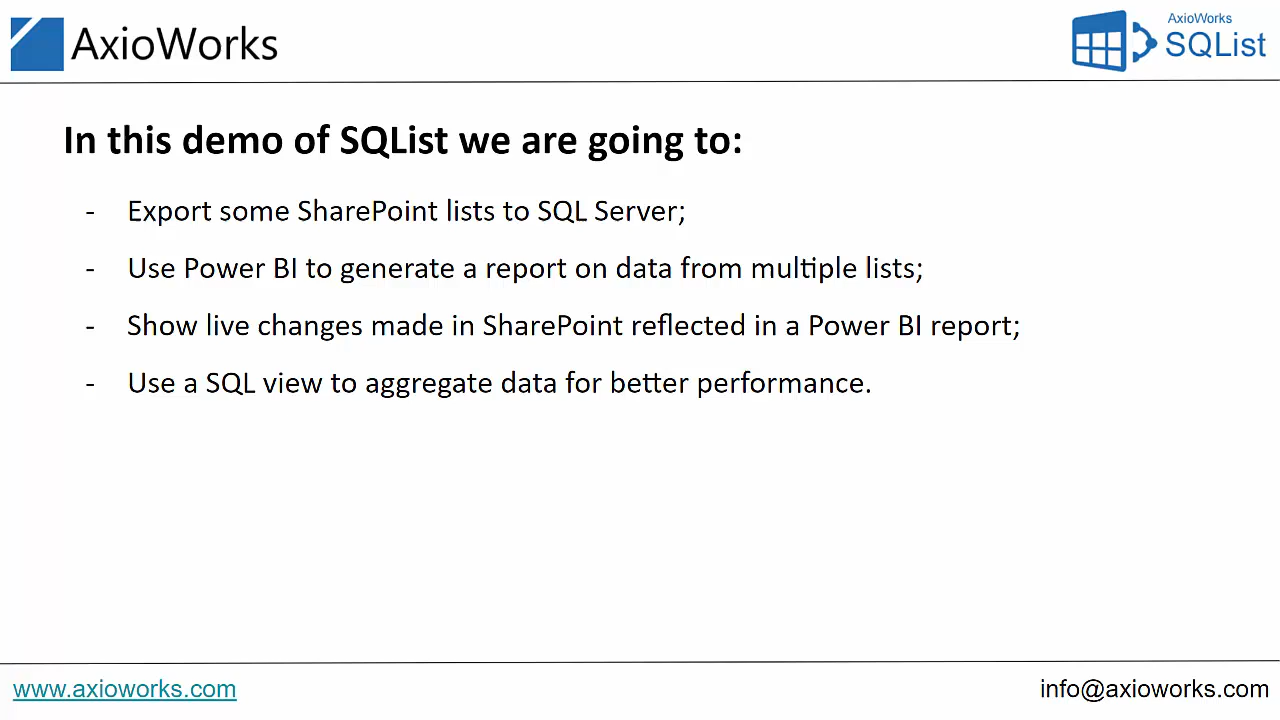 AxioWorks
AxioWorks
SQList
In this demo of SQList we are going to:
- Export some SharePoint lists to SQL Server;
- Use Power BI to generate a report on data from multiple lists;
- Show live changes made in SharePoint reflected in a Power BI report;
- Use a SQL view to aggregate data for better performance.
www.axioworks.com
info@axioworks.com